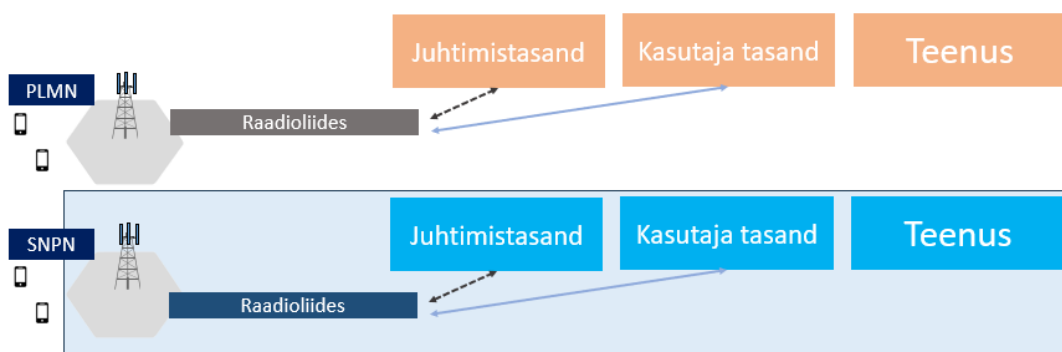 Juhtimistasand
Kasutaja tasand
Teenus
PLMN
Raadioliides
SNPN
Juhtimistasand
Kasutaja tasand
Teenus
Raadioliides